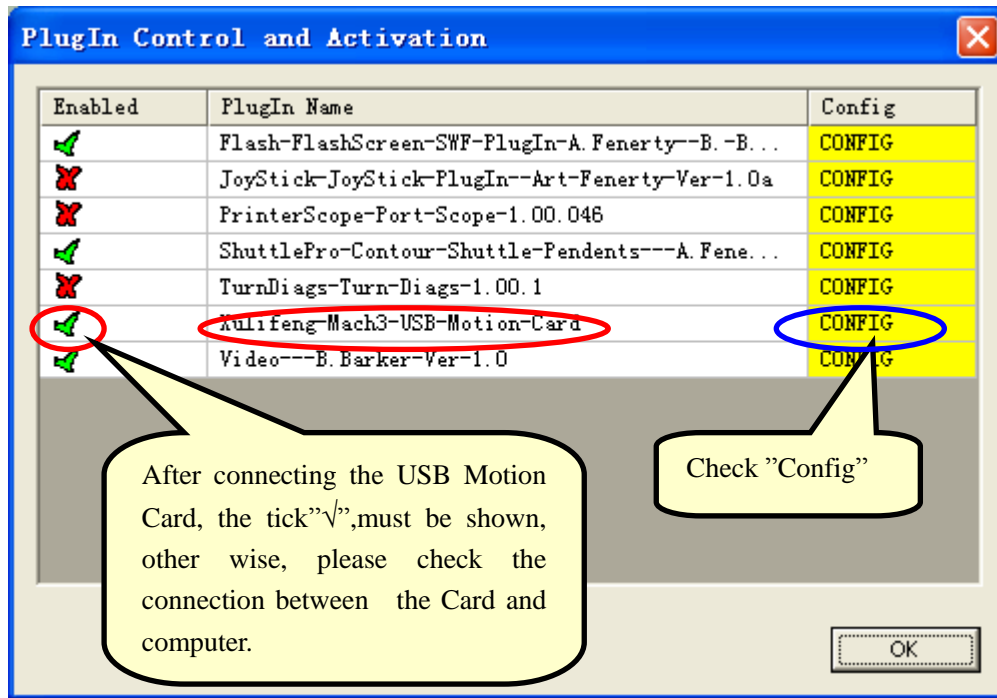 PlugIn Control and Activation
Enabled PlugIn Name Config
Flash-FlashScreen-SWF-PlugIn-A.Fenerty--B.-B... CONFIG
JoyStick-JoyStick-PlugIn--Art-Fenerty-Ver-1.0a CONFIG
PrinterScope-Port-Scope-1.00.046 CONFIG
ShuttlePro-Contour-Shuttle-Pendents---A.Fene... CONFIG
TurnDiags-Turn-Diags-1.00.1 CONFIG
Xulifeng-Mach3-USB-Motion-Card CONFIG
Video---B.Barker-Ver-1.0 CONFIG
After connecting the USB Motion
Card, the tick”√”,must be shown,
other wise, please check the
connection between the Card and
computer.
Check ”Config”
OK